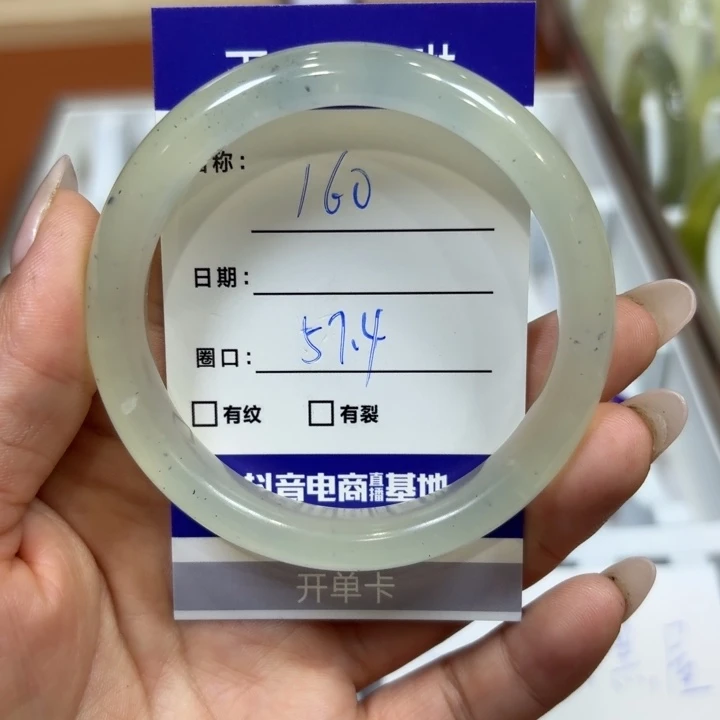 称：
160
日期：
圈口： 57.4
有纹 有裂
抖音电商直播基地
开单卡